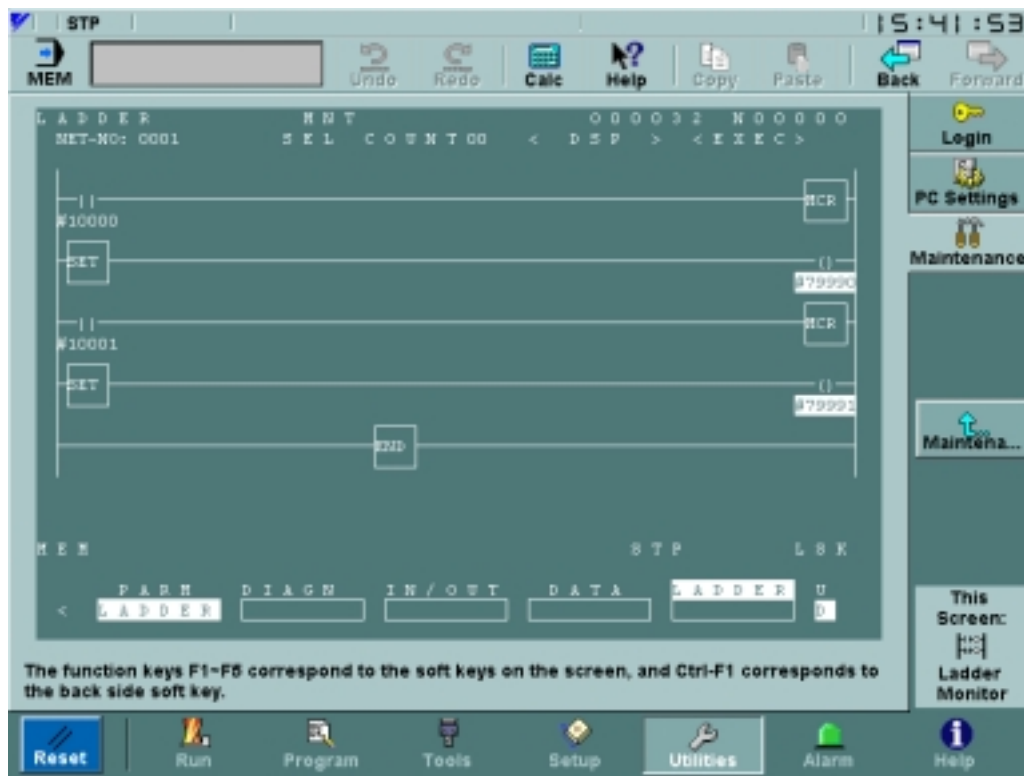 STP 15:41:53
MEM Undo Redo Calc Help Copy Paste Back Forward
LADDER MNT 000032 N00000
NET-NO: 0001 SEL COUNT00 < DSP > <EXEC>
Login
PC Settings
Maintenance
MCR
#10000
SET ()
#79990
MCR
#10001
SET ()
#79991
END
Maintena...
MEM STP LSK
PARM DIAGN IN/OUT DATA LADDER U
< LADDER D
This
Screen:
Ladder
Monitor
The function keys F1~F5 correspond to the soft keys on the screen, and Ctrl-F1 corresponds to
the back side soft key.
Reset Run Program Tools Setup Utilities Alarm Help